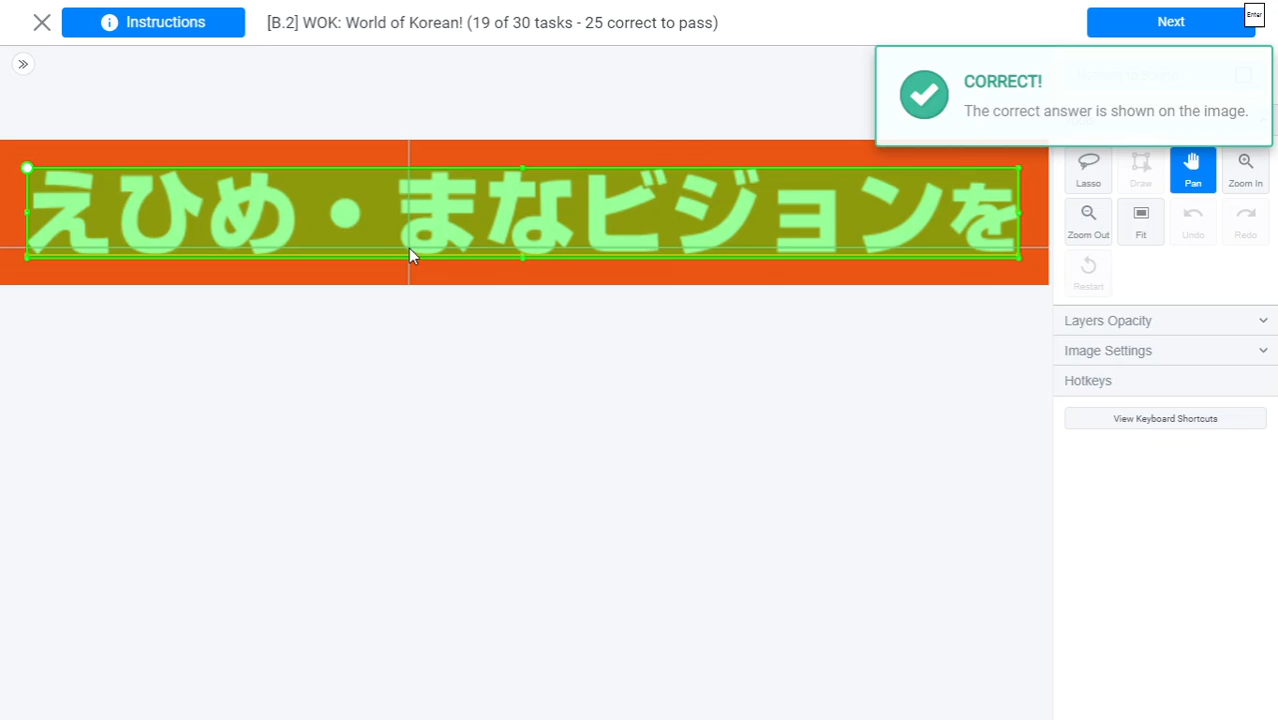 Instructions
[B.2] WOK: World of Korean! (19 of 30 tasks - 25 correct to pass)
Next
Enter
CORRECT!
The correct answer is shown on the image.
えひめ・まなビジョンを
Lasso
Draw
Pan
Zoom In
Zoom Out
Fit
Undo
Redo
Restart
Layers Opacity
Image Settings
Hotkeys
View Keyboard Shortcuts